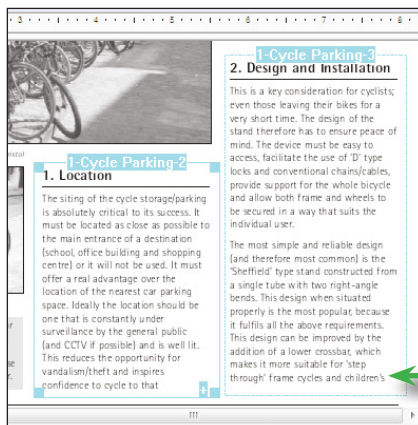 3 4 5 6 7 8
1-Cycle Parking-2
1. Location
The siting of the cycle storage/parking
is absolutely critical to its success. It
must be located as close as possible to
the main entrance of a destination
(school, office building and shopping
centre) or it will not be used. It must
offer a real advantage over the
location of the nearest car parking
space. Ideally the location should be
one that is constantly under
surveillance by the general public
(and CCTV if possible) and is well lit.
This reduces the opportunity for
vandalism/theft and inspires
confidence to cycle to that
1-Cycle Parking-3
2. Design and Installation
This is a key consideration for cyclists;
even those leaving their bikes for a
very short time. The design of the
stand therefore has to ensure peace of
mind. The device must be easy to
access, facilitate the use of 'D' type
locks and conventional chains/cables,
provide support for the whole bicycle
and allow both frame and wheels to
be secured in a way that suits the
individual user.
The most simple and reliable design
(and therefore most common) is the
'Sheffield' type stand constructed from
a single tube with two right-angle
bends. This design when situated
properly is the most popular, because
it fulfils all the above requirements.
This design can be improved by the
addition of a lower crossbar, which
makes it more suitable for 'step
through' frame cycles and children's